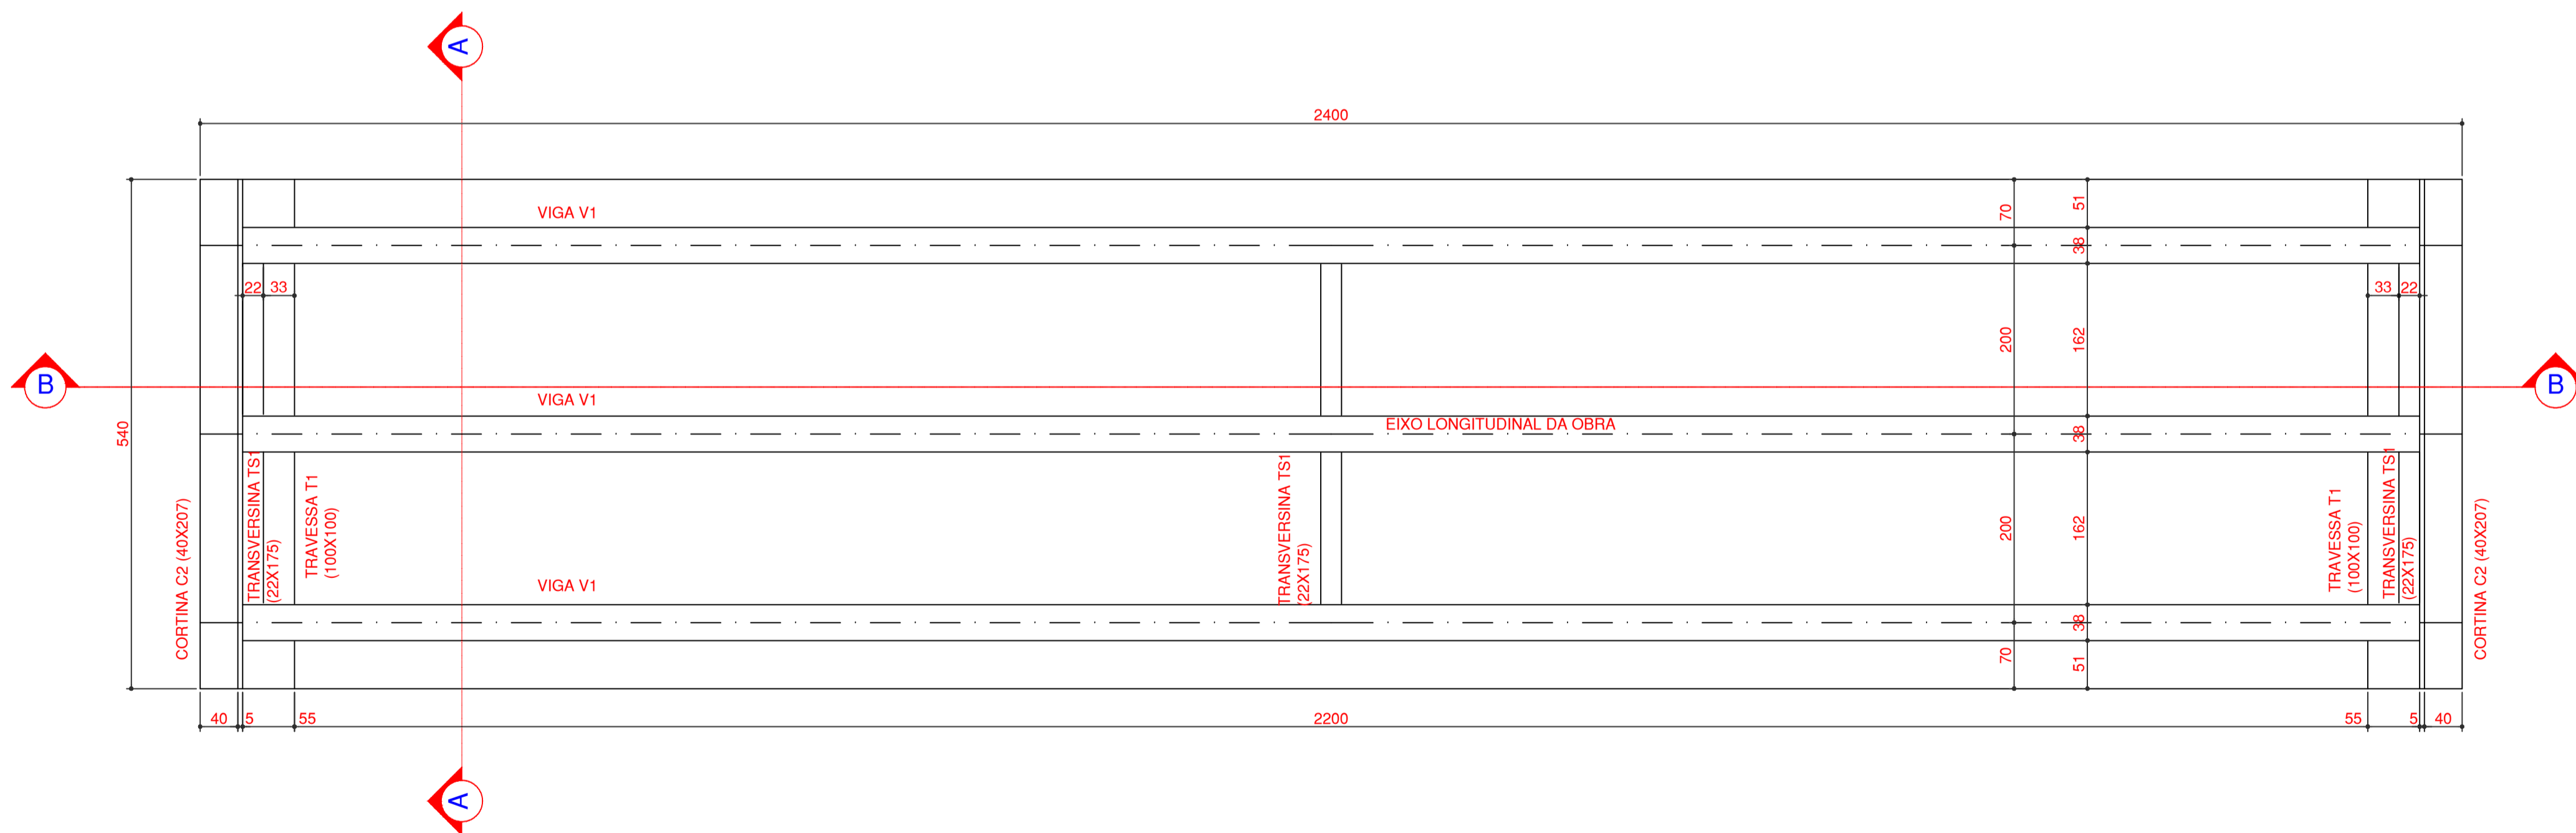 A
2400
VIGA V1
70
51
38
22
33
33
22
200
162
B
B
VIGA V1
EIXO LONGITUDINAL DA OBRA
38
540
CORTINA C2 (40X207)
TRANSVERSINA TS1
(22X175)
TRAVESSA T1
(100X100)
TRANSVERSINA TS1
(22X175)
200
162
TRAVESSA T1
(100X100)
TRANSVERSINA TS1
(22X175)
CORTINA C2 (40X207)
VIGA V1
38
70
51
40
5
55
2200
55
5
40
A